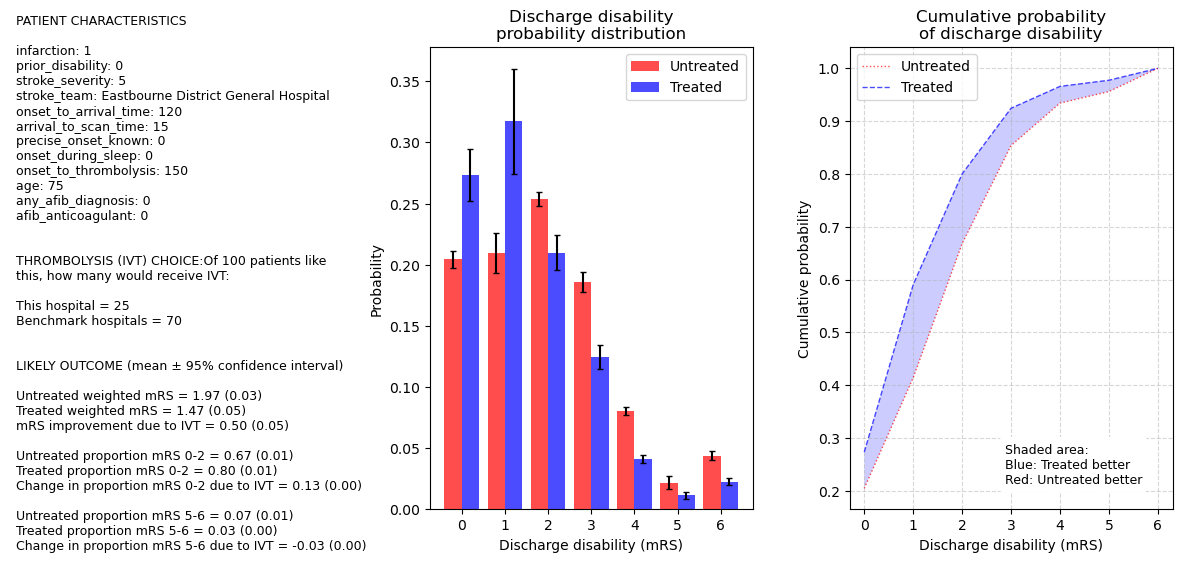 PATIENT CHARACTERISTICS
infarction: 1
prior_disability: 0
stroke_severity: 5
stroke_team: Eastbourne District General Hospital
onset_to_arrival_time: 120
arrival_to_scan_time: 15
precise_onset_known: 0
onset_during_sleep: 0
onset_to_thrombolysis: 150
age: 75
any_afib_diagnosis: 0
afib_anticoagulant: 0
THROMBOLYSIS (IVT) CHOICE:Of 100 patients like
this, how many would receive IVT:
This hospital = 25
Benchmark hospitals = 70
LIKELY OUTCOME (mean ± 95% confidence interval)
Untreated weighted mRS = 1.97 (0.03)
Treated weighted mRS = 1.47 (0.05)
mRS improvement due to IVT = 0.50 (0.05)
Untreated proportion mRS 0-2 = 0.67 (0.01)
Treated proportion mRS 0-2 = 0.80 (0.01)
Change in proportion mRS 0-2 due to IVT = 0.13 (0.00)
Untreated proportion mRS 5-6 = 0.07 (0.01)
Treated proportion mRS 5-6 = 0.03 (0.00)
Change in proportion mRS 5-6 due to IVT = -0.03 (0.00)
Discharge disability
probability distribution
Untreated
Treated
Probability
0.35
0.30
0.25
0.20
0.15
0.10
0.05
0.00
0 1 2 3 4 5 6
Discharge disability (mRS)
Cumulative probability
of discharge disability
Untreated
Treated
Cumulative probability
1.0
0.9
0.8
0.7
0.6
0.5
0.4
0.3
0.2
Shaded area:
Blue: Treated better
Red: Untreated better
0 1 2 3 4 5 6
Discharge disability (mRS)